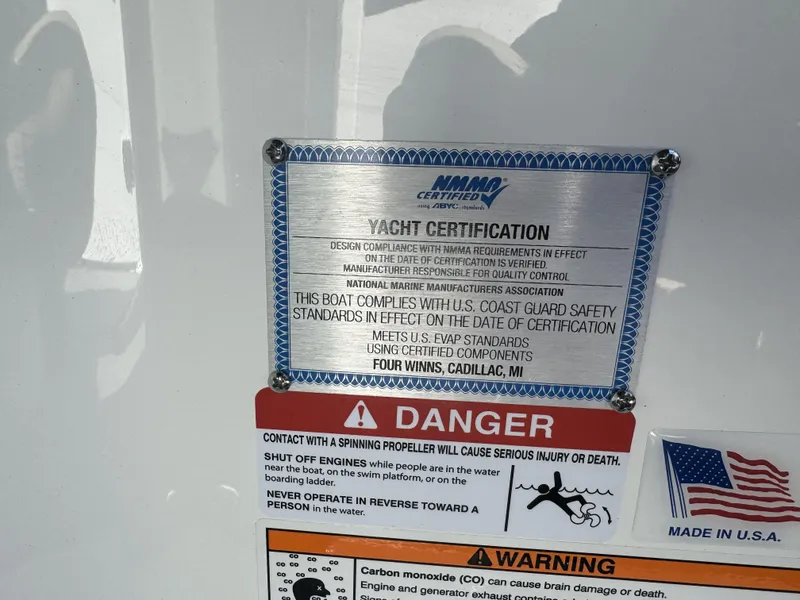 NMMA
CERTIFIED
using ABYC standards
YACHT CERTIFICATION
DESIGN COMPLIANCE WITH NMMA REQUIREMENTS IN EFFECT
ON THE DATE OF CERTIFICATION IS VERIFIED.
MANUFACTURER RESPONSIBLE FOR QUALITY CONTROL
NATIONAL MARINE MANUFACTURERS ASSOCIATION
THIS BOAT COMPLIES WITH U.S. COAST GUARD SAFETY
STANDARDS IN EFFECT ON THE DATE OF CERTIFICATION
MEETS U.S. EVAP STANDARDS
USING CERTIFIED COMPONENTS
FOUR WINNS, CADILLAC, MI
DANGER
CONTACT WITH A SPINNING PROPELLER WILL CAUSE SERIOUS INJURY OR DEATH.
SHUT OFF ENGINES while people are in the water
near the boat, on the swim platform, or on the
boarding ladder.
NEVER OPERATE IN REVERSE TOWARD A
PERSON in the water.
MADE IN U.S.A.
WARNING
CO CO CO CO
Carbon monoxide (CO) can cause brain damage or death.
Engine and generator exhaust contains